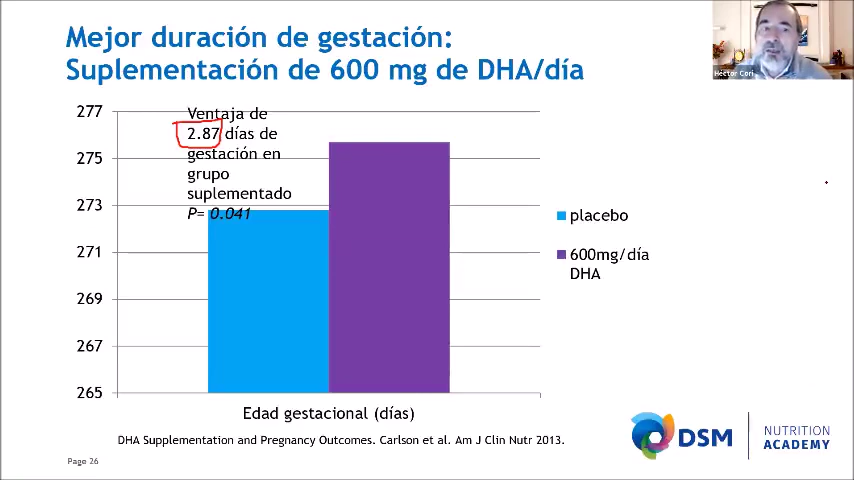 Mejor duración de gestación:
Suplementación de 600 mg de DHA/día
Héctor Cori
277
275
273
271
269
267
265
Ventaja de
2.87 días de
gestación en
grupo
suplementado
P= 0.041
placebo
600mg/día
DHA
Edad gestacional (días)
DHA Supplementation and Pregnancy Outcomes. Carlson et al. Am J Clin Nutr 2013.
DSM
NUTRITION
ACADEMY
Page 26